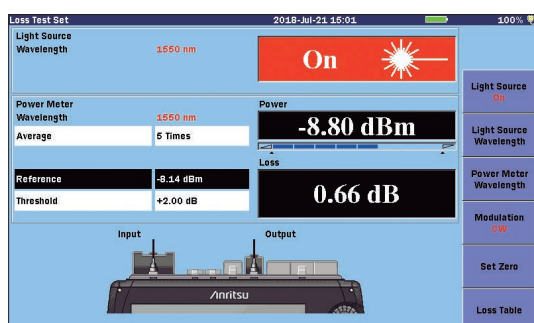 Loss Test Set 2018-Jul-21 15:01 100%
Light Source
Wavelength 1550 nm
On
Power Meter
Wavelength 1550 nm
Average 5 Times
Power
-8.80 dBm
Reference -8.14 dBm
Threshold +2.00 dB
Loss
0.66 dB
Input Output
Anritsu
Light Source
On
Light Source
Wavelength
Power Meter
Wavelength
Modulation
CW
Set Zero
Loss Table